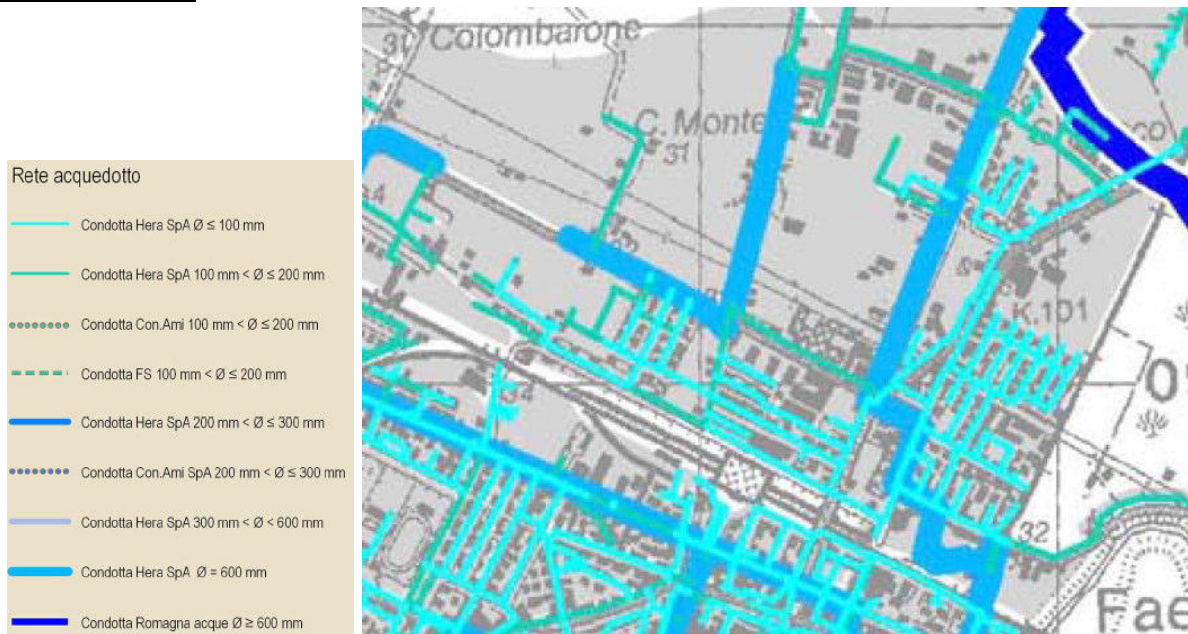 Rete acquedotto
Condotta Hera SpA Ø ≤ 100 mm
Condotta Hera SpA 100 mm < Ø ≤ 200 mm
Condotta Con.Ami 100 mm < Ø ≤ 200 mm
Condotta FS 100 mm < Ø ≤ 200 mm
Condotta Hera SpA 200 mm < Ø ≤ 300 mm
Condotta Con.Ami SpA 200 mm < Ø ≤ 300 mm
Condotta Hera SpA 300 mm < Ø < 600 mm
Condotta Hera SpA Ø = 600 mm
Condotta Romagna acque Ø ≥ 600 mm
31 Colombarone
C. Monte
31
K.101
32
Fae